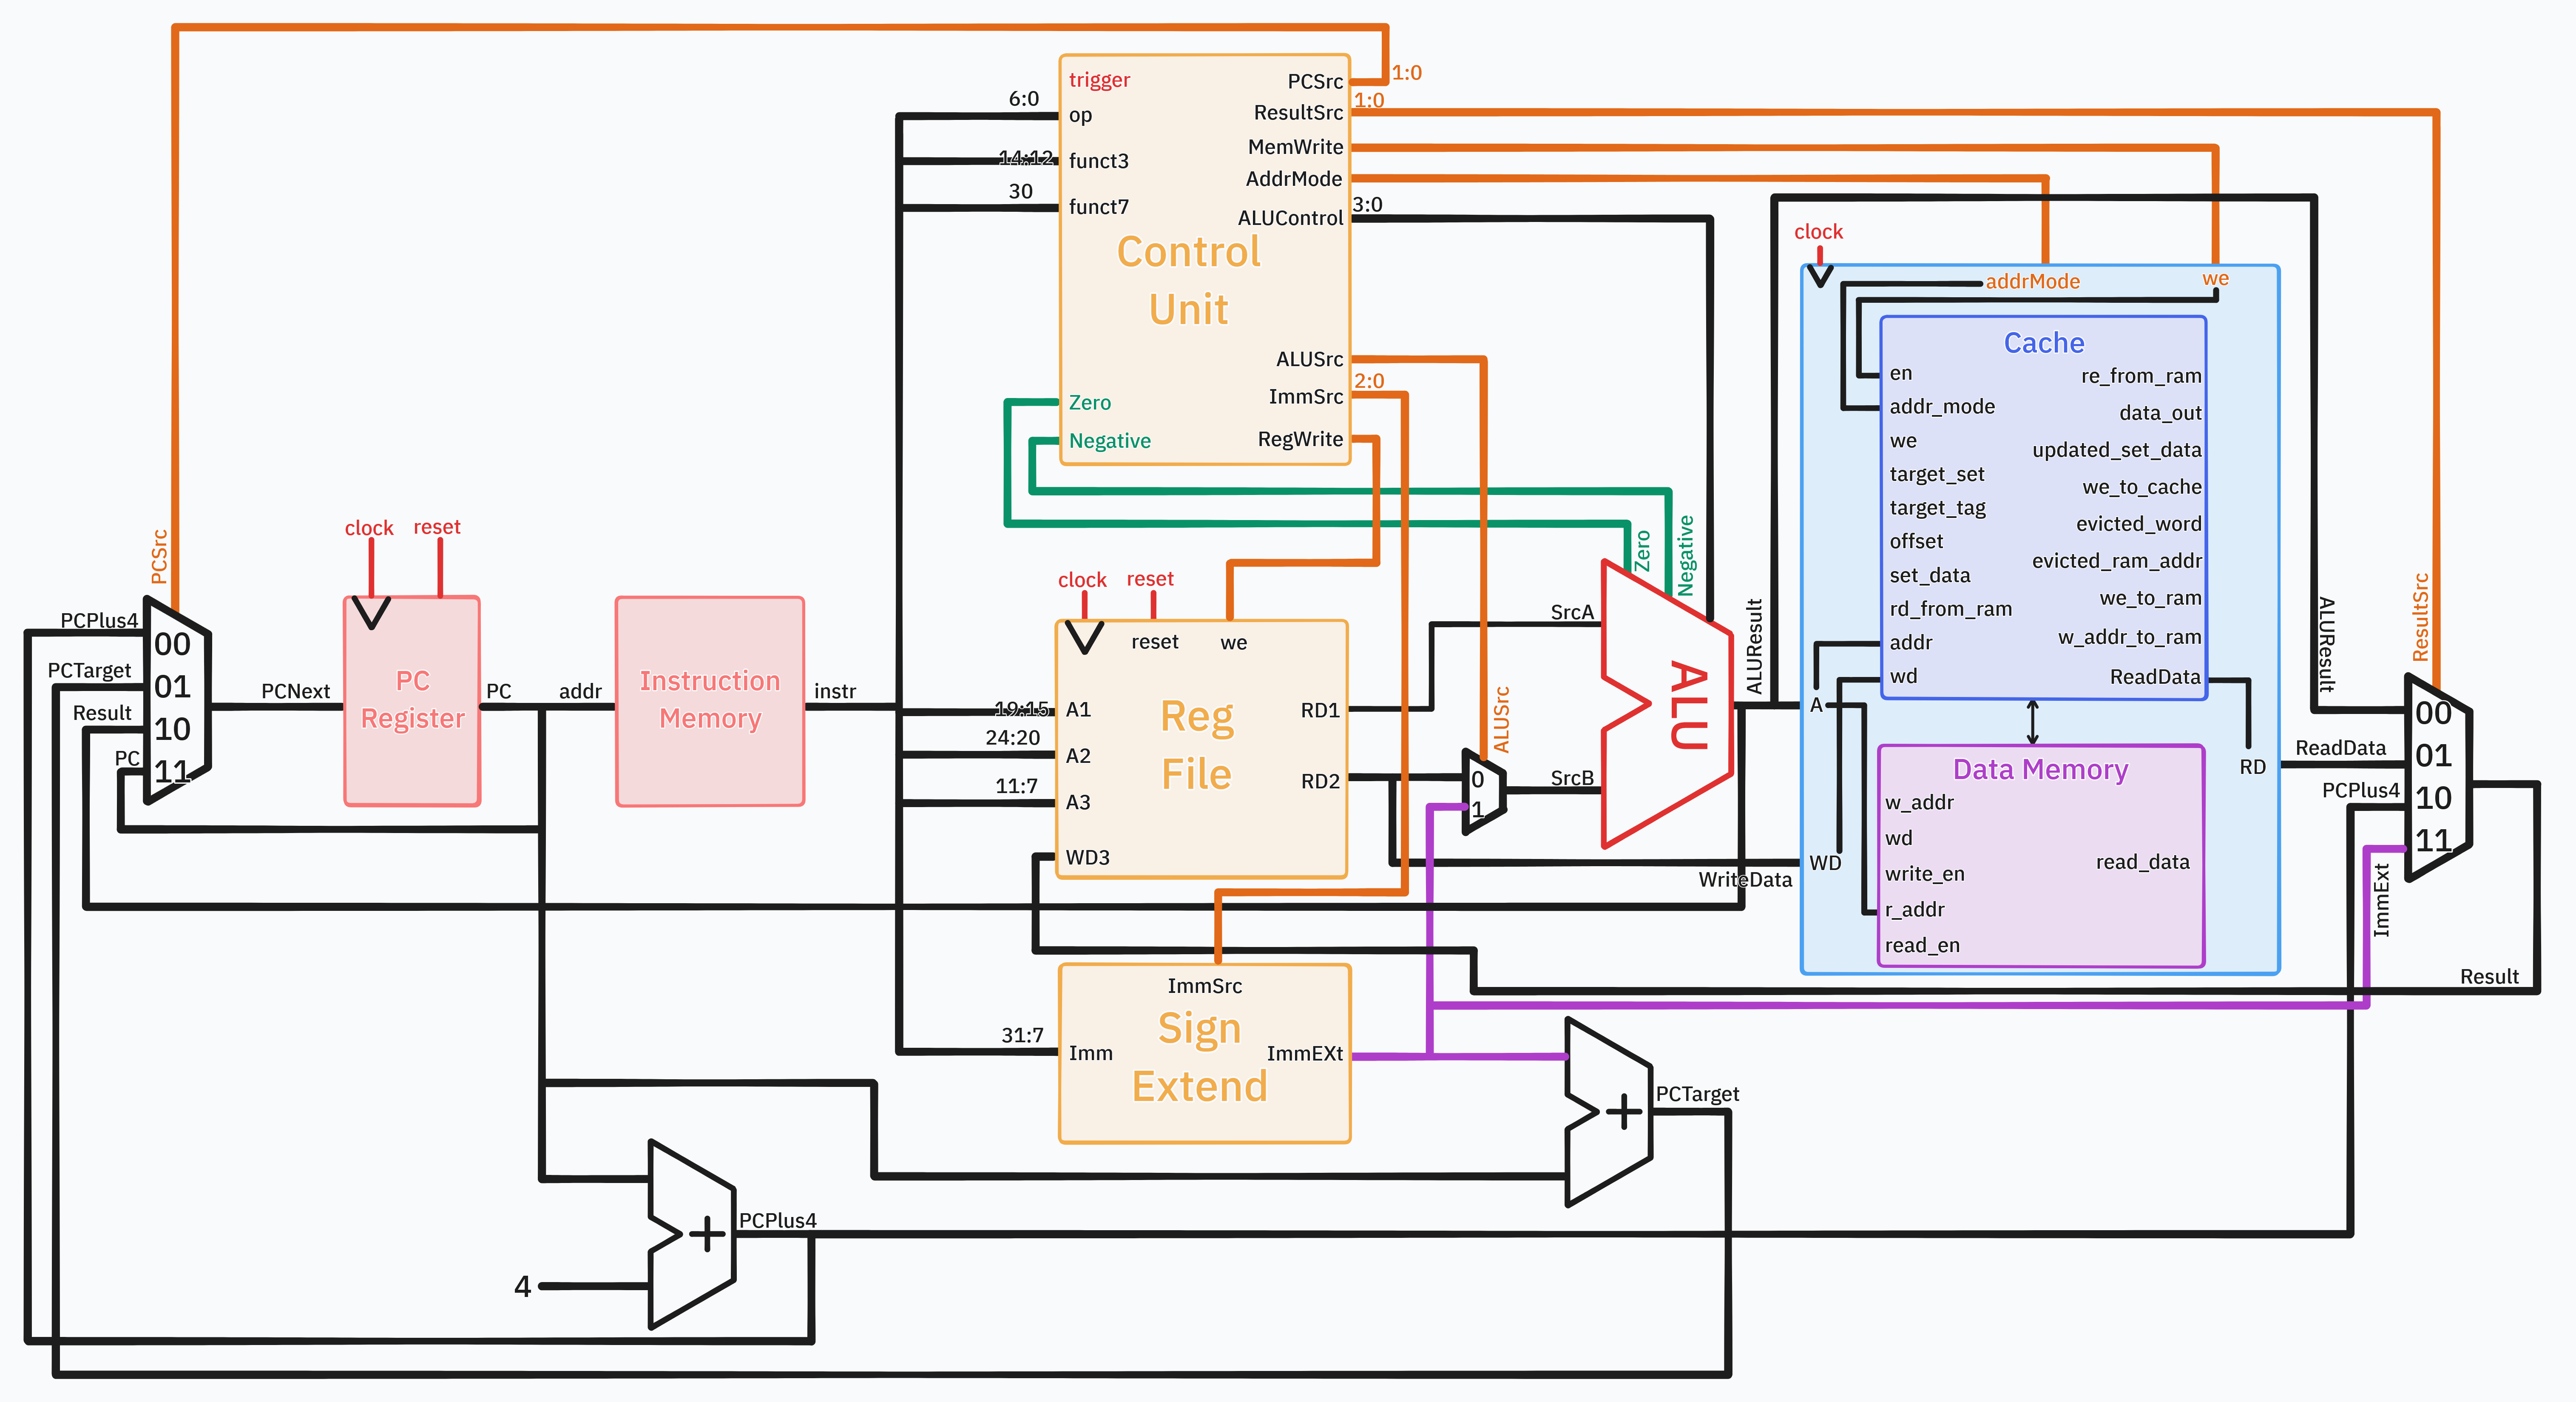 trigger
op
funct3
funct7
6:0
14:12
30
PCSrc
ResultSrc
MemWrite
AddrMode
ALUControl
1:0
1:0
3:0
Control
Unit
Zero
Negative
ALUSrc
ImmSrc
RegWrite
2:0
PCSrc
PCPlus4
PCTarget
Result
PC
00
01
10
11
PCNext
clock
reset
PC
Register
PC
addr
Instruction
Memory
instr
clock
reset
reset
we
19:15
24:20
11:7
A1
A2
A3
WD3
Reg
File
RD1
RD2
ALUSrc
0
1
SrcA
SrcB
Zero
Negative
ALU
ALUResult
WriteData
clock
addrMode
we
Cache
en
addr_mode
we
target_set
target_tag
offset
set_data
rd_from_ram
addr
wd
re_from_ram
data_out
updated_set_data
we_to_cache
evicted_word
evicted_ram_addr
we_to_ram
w_addr_to_ram
ReadData
A
WD
RD
Data Memory
w_addr
wd
write_en
r_addr
read_en
read_data
ALUResult
ResultSrc
ReadData
PCPlus4
ImmExt
00
01
10
11
Result
ImmSrc
31:7
Imm
Sign
Extend
ImmEXt
+
PCTarget
+
PCPlus4
4